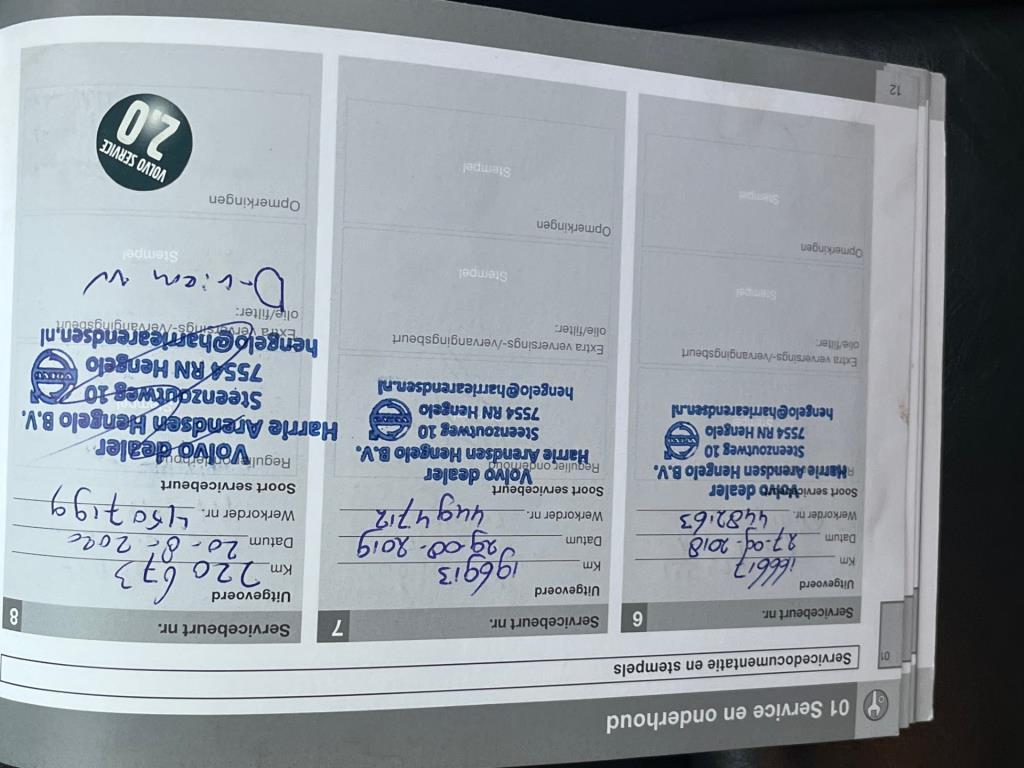 01 Service en onderhoud
Servicedocumentatie en stempels
01
Servicebeurt nr. 6
Uitgevoerd
Km 166617
Datum 27-09-2018
Werkorder nr. 4482163
Soort servicebeurt
Volvo dealer
Harrie Arendsen Hengelo B.V.
Steenzoutweg 10
7554 RN Hengelo
hengelo@harriearendsen.nl
Extra verversings-/vervangingsbeurt
olie/filter:
Stempel
Opmerkingen
Stempel
Servicebeurt nr. 7
Uitgevoerd
Km 196913
Datum 29-08-2019
Werkorder nr. 4494712
Soort servicebeurt
Regulier onderhoud
Volvo dealer
Harrie Arendsen Hengelo B.V.
Steenzoutweg 10
7554 RN Hengelo
hengelo@harriearendsen.nl
Extra verversings-/vervangingsbeurt
olie/filter:
Stempel
Opmerkingen
Stempel
Servicebeurt nr. 8
Uitgevoerd
Km 220673
Datum 20-8-2020
Werkorder nr. 4507199
Soort servicebeurt
Regulier onderhoud
Volvo dealer
Harrie Arendsen Hengelo B.V.
Steenzoutweg 10
7554 RN Hengelo
hengelo@harriearendsen.nl
Extra verversings-/vervangingsbeurt
olie/filter:
Stempel
Opmerkingen
VOLVO SERVICE
2.0
12